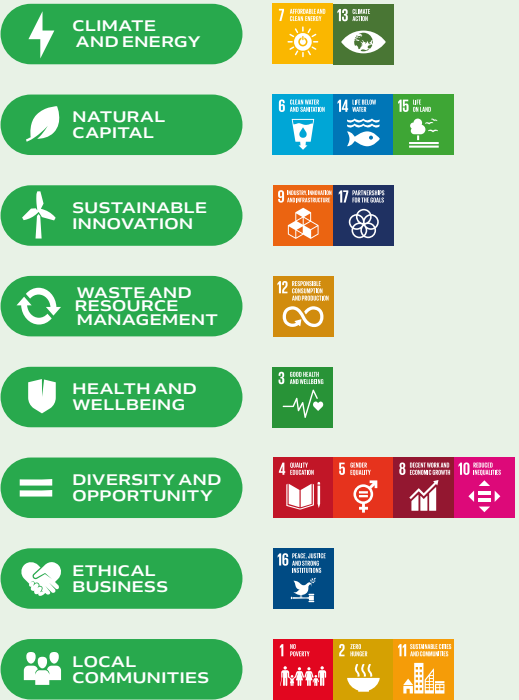 CLIMATE
AND ENERGY
7 AFFORDABLE AND
CLEAN ENERGY
13 CLIMATE
ACTION
NATURAL
CAPITAL
6 CLEAN WATER
AND SANITATION
14 LIFE BELOW
WATER
15 LIFE
ON LAND
SUSTAINABLE
INNOVATION
9 INDUSTRY, INNOVATION
AND INFRASTRUCTURE
17 PARTNERSHIPS
FOR THE GOALS
WASTE AND
RESOURCE
MANAGEMENT
12 RESPONSIBLE
CONSUMPTION
AND PRODUCTION
HEALTH AND
WELLBEING
3 GOOD HEALTH
AND WELLBEING
DIVERSITY AND
OPPORTUNITY
4 QUALITY
EDUCATION
5 GENDER
EQUALITY
8 DECENT WORK AND
ECONOMIC GROWTH
10 REDUCED
INEQUALITIES
ETHICAL
BUSINESS
16 PEACE, JUSTICE
AND STRONG
INSTITUTIONS
LOCAL
COMMUNITIES
1 NO
POVERTY
2 ZERO
HUNGER
11 SUSTAINABLE CITIES
AND COMMUNITIES